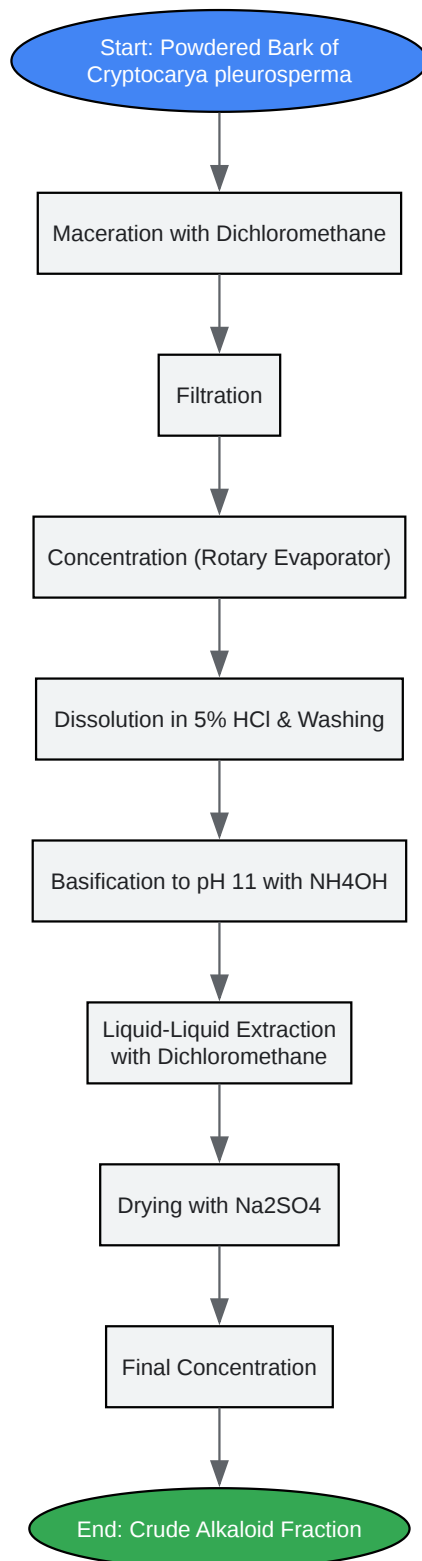 Start: Powdered Bark of
Cryptocarya pleurosperma
Maceration with Dichloromethane
Filtration
Concentration (Rotary Evaporator)
Dissolution in 5% HCl & Washing
Basification to pH 11 with NH4OH
Liquid-Liquid Extraction
with Dichloromethane
Drying with Na2SO4
Final Concentration
End: Crude Alkaloid Fraction